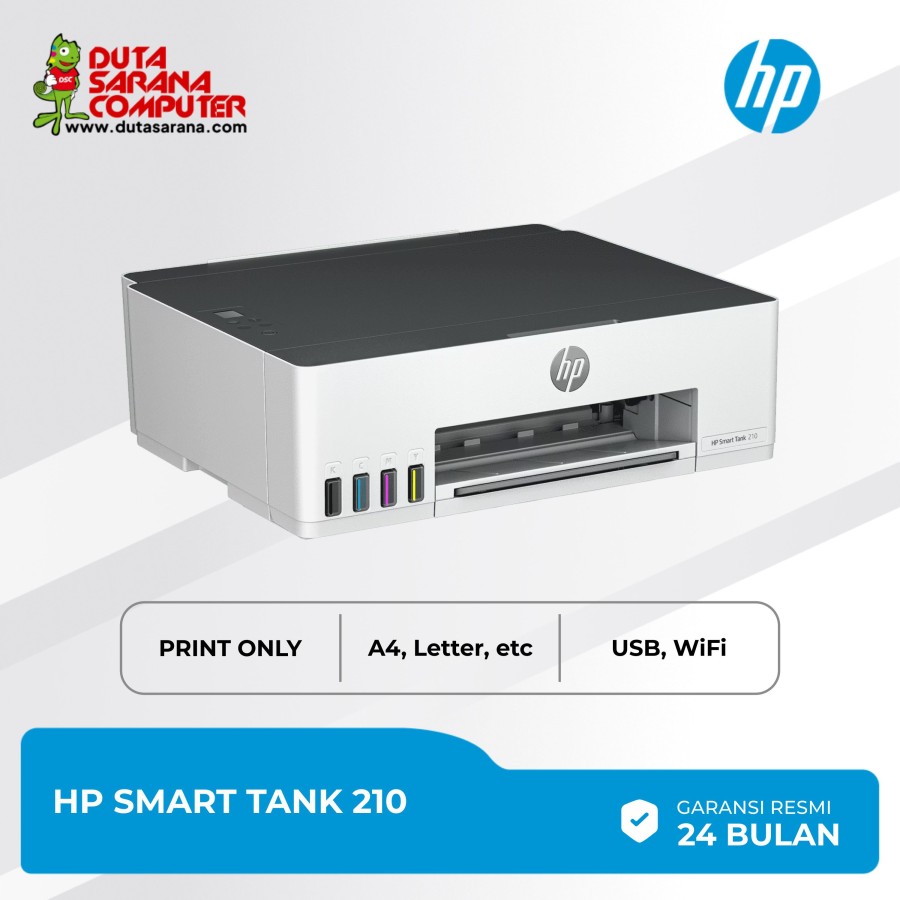 DSC
DUTA
SARANA
COMPUTER
www.dutasarana.com
hp
hp
HP Smart Tank 210
K C M Y
PRINT ONLY
A4, Letter, etc
USB, WiFi
HP SMART TANK 210
GARANSI RESMI
24 BULAN